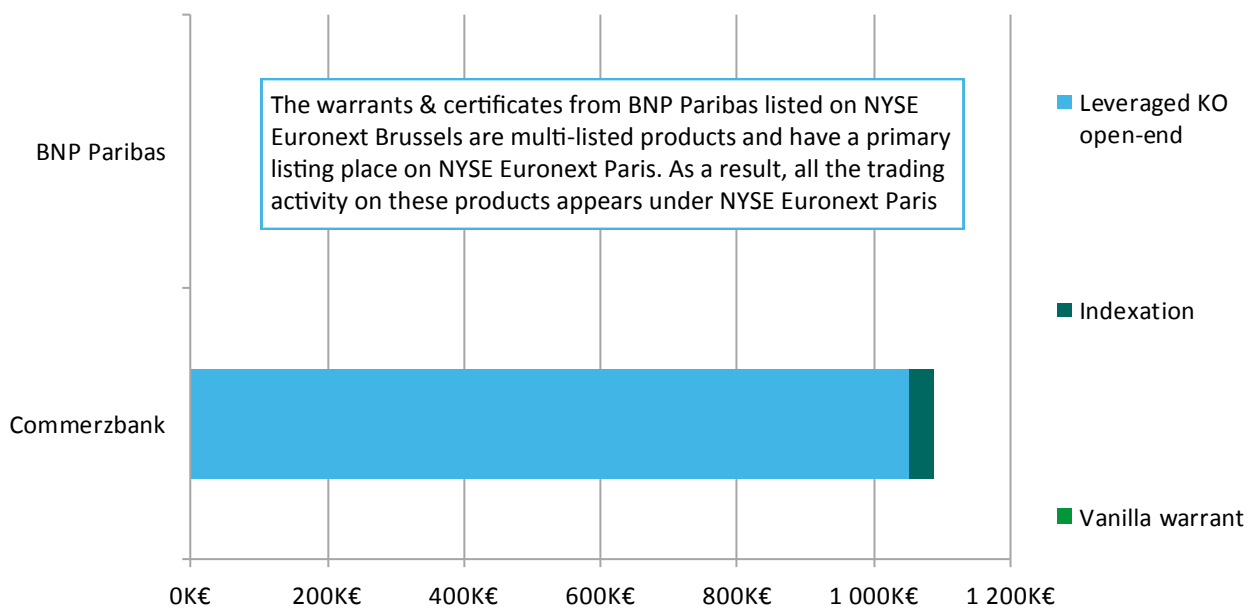 BNP Paribas
The warrants & certificates from BNP Paribas listed on NYSE
Euronext Brussels are multi-listed products and have a primary
listing place on NYSE Euronext Paris. As a result, all the trading
activity on these products appears under NYSE Euronext Paris
Leveraged KO
open-end
Indexation
Commerzbank
Vanilla warrant
0K€ 200K€ 400K€ 600K€ 800K€ 1 000K€ 1 200K€